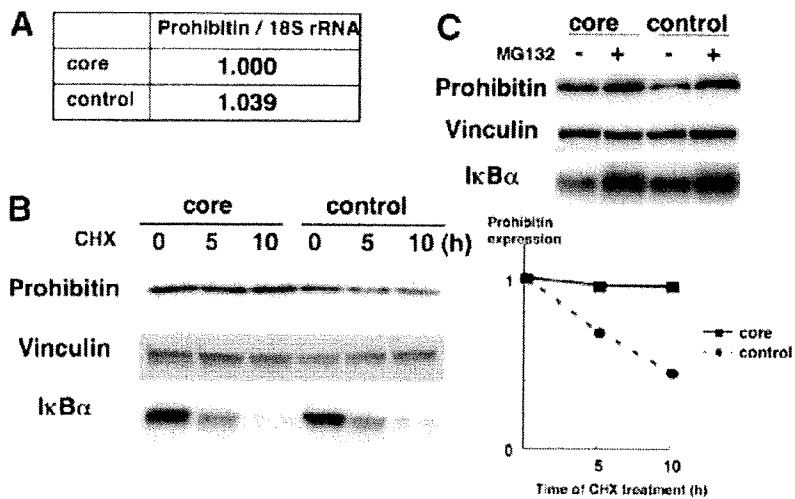 A
Prohibitin / 18S rRNA
core 1.000
control 1.039
B
core control
CHX 0 5 10 0 5 10 (h)
Prohibitin
Vinculin
IκBα
C
core control
MG132 - + - +
Prohibitin
Vinculin
IκBα
Prohibitin
expression
1
0
5 10
Time of CHX treatment (h)
core
control